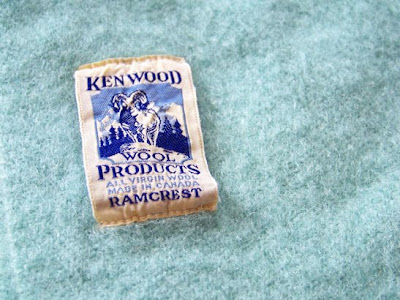 KENWOOD
WOOL
PRODUCTS
ALL VIRGIN WOOL
MADE IN CANADA
RAMCREST